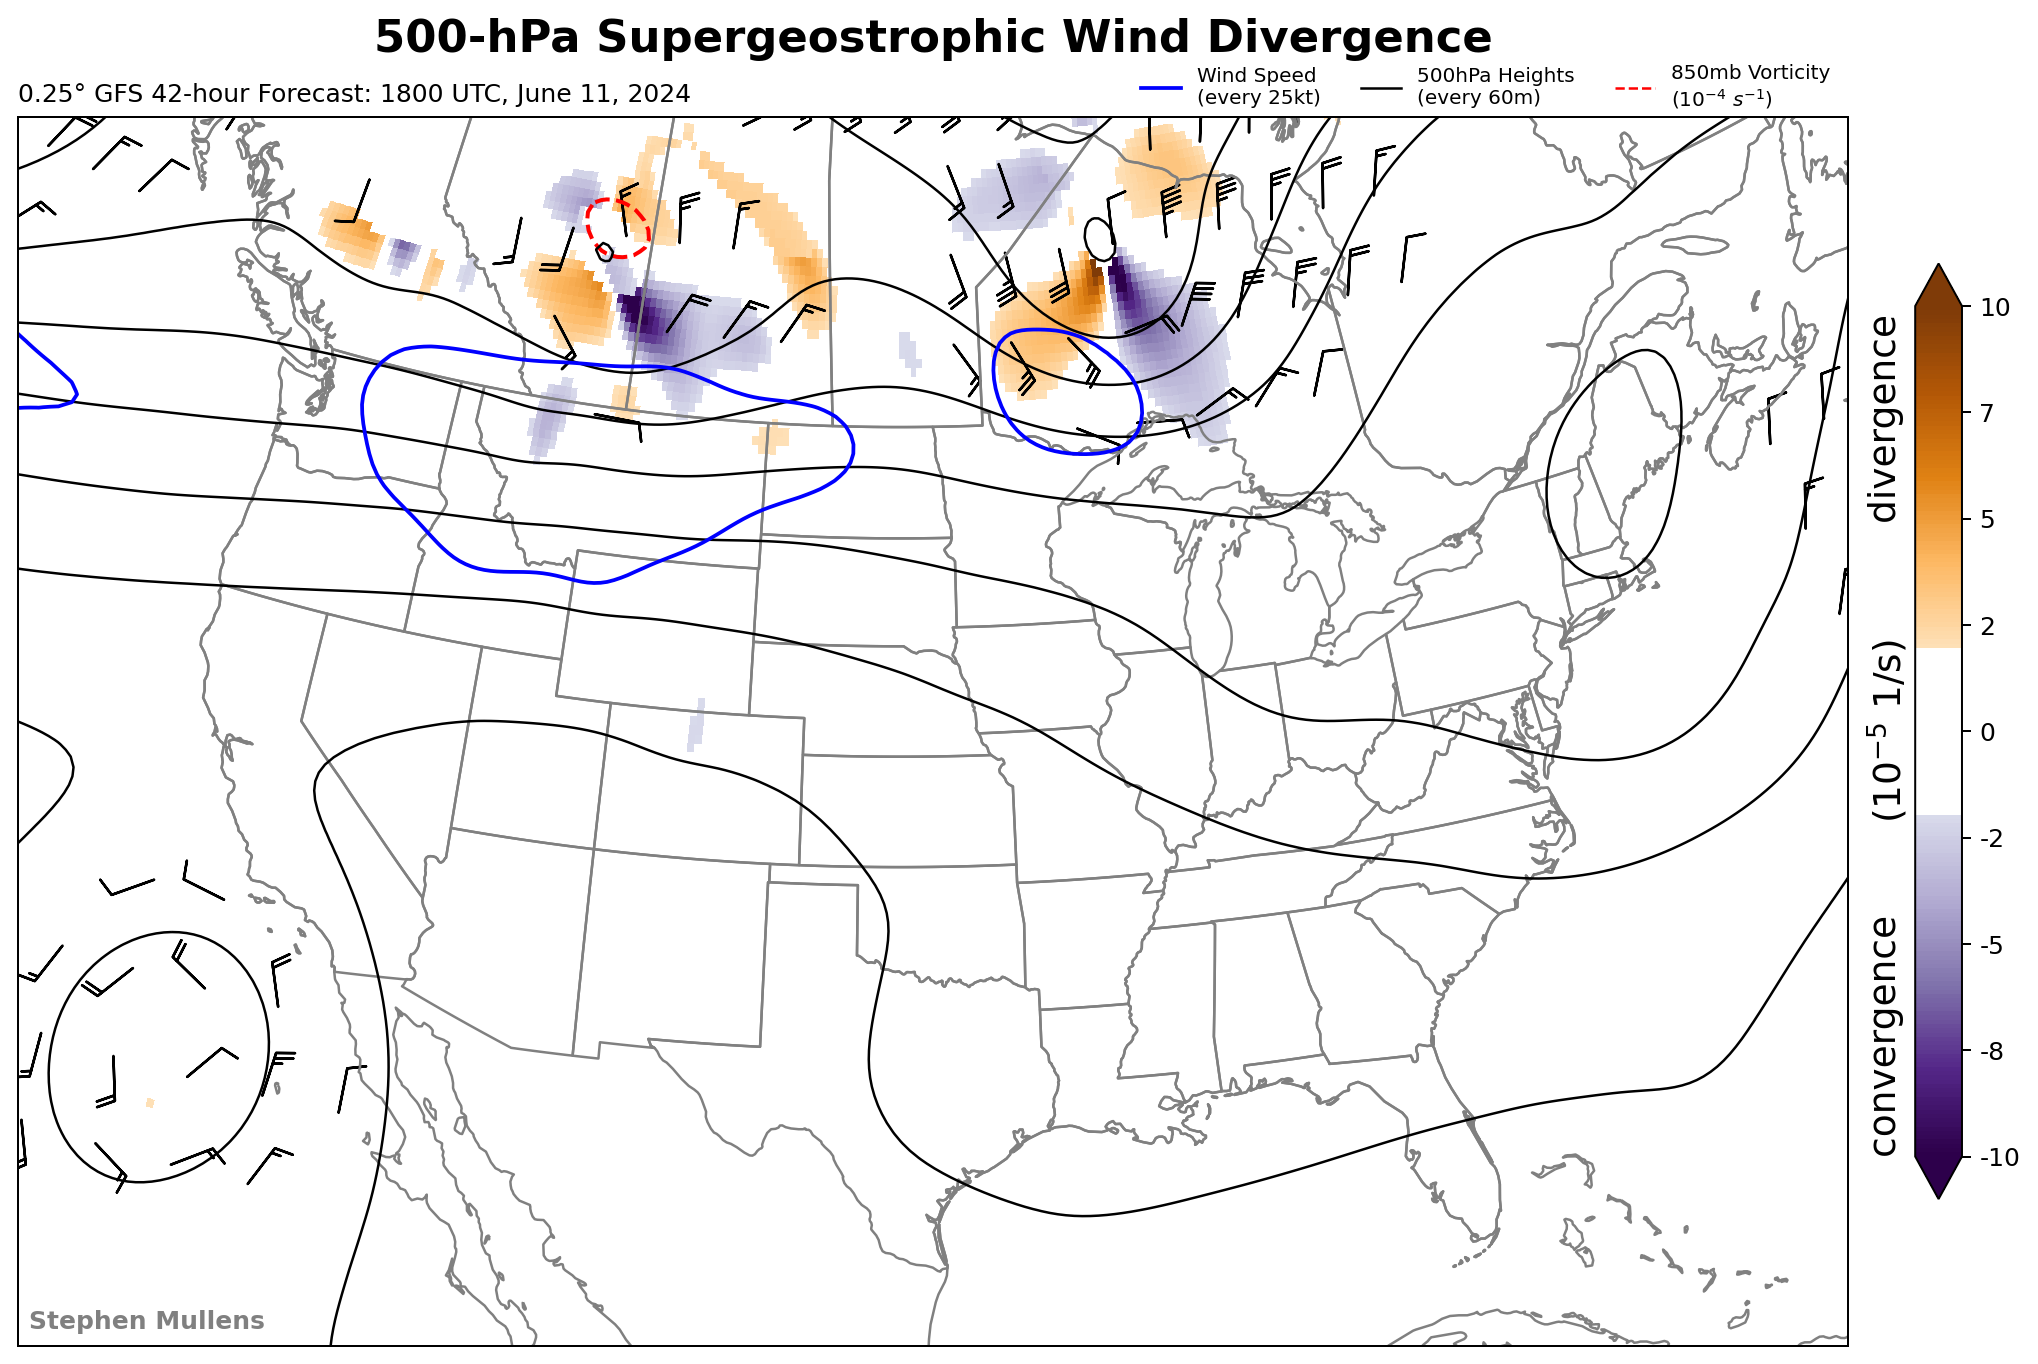 500-hPa Supergeostrophic Wind Divergence
0.25° GFS 42-hour Forecast: 1800 UTC, June 11, 2024
Wind Speed
(every 25kt)
500hPa Heights
(every 60m)
850mb Vorticity
(10⁻⁴ s⁻¹)
10
7
5
2
0
-2
-5
-8
-10
convergence (10⁻⁵ 1/s) divergence
Stephen Mullens